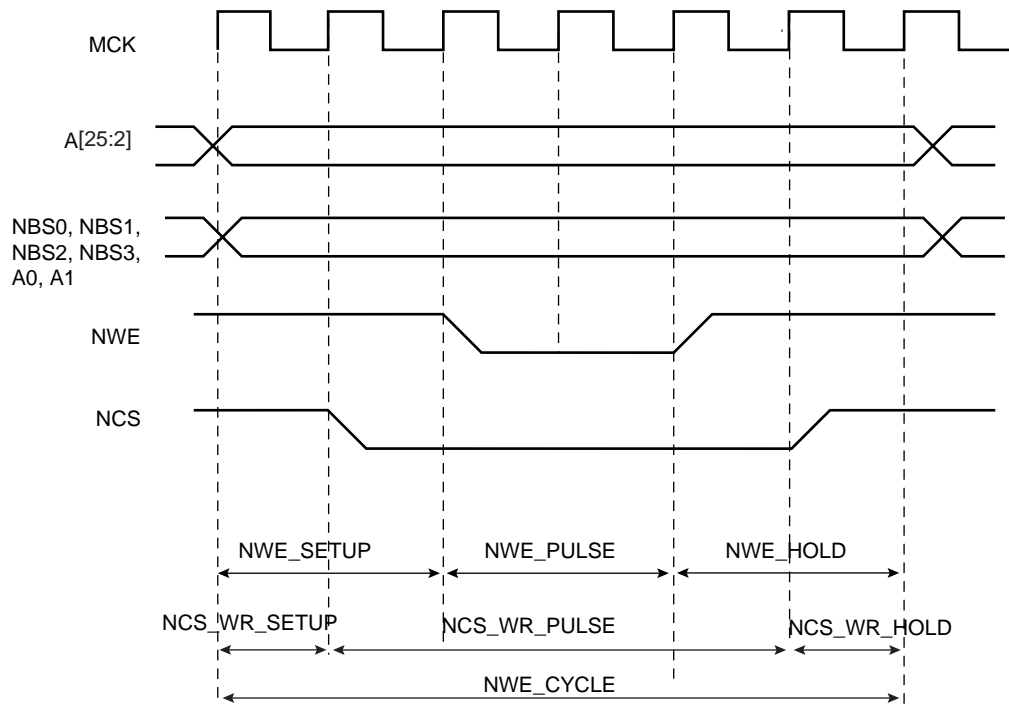 MCK
A[25:2]
NBS0, NBS1,
NBS2, NBS3,
A0, A1
NWE
NCS
NWE_SETUP
NWE_PULSE
NWE_HOLD
NCS_WR_SETUP
NCS_WR_PULSE
NCS_WR_HOLD
NWE_CYCLE